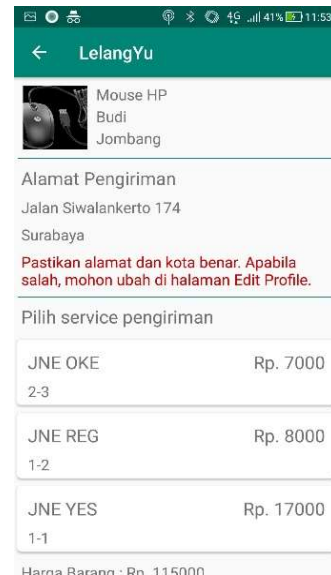 4G 41% 11:53
LelangYu
Mouse HP
Budi
Jombang
Alamat Pengiriman
Jalan Siwalankerto 174
Surabaya
Pastikan alamat dan kota benar. Apabila
salah, mohon ubah di halaman Edit Profile.
Pilih service pengiriman
JNE OKE Rp. 7000
2-3
JNE REG Rp. 8000
1-2
JNE YES Rp. 17000
1-1
Harga Barang : Rp. 115000